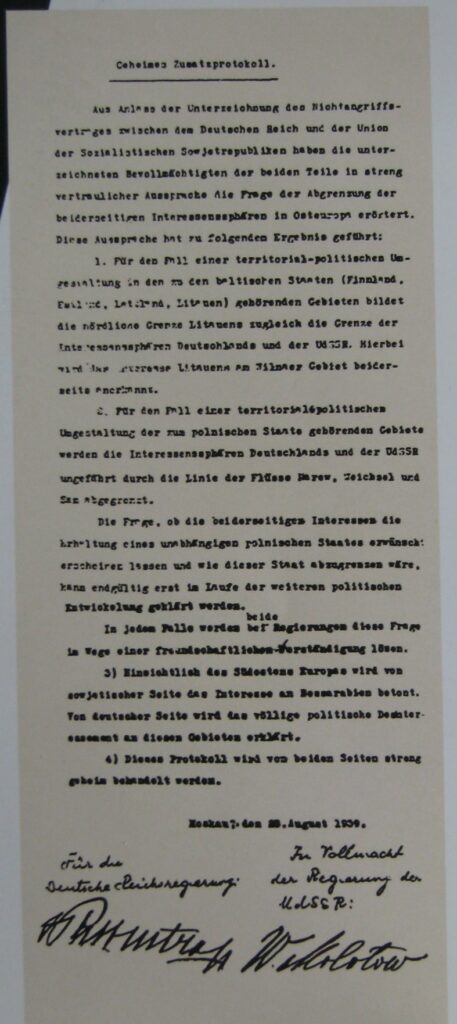 Geheimes Zusatzprotokoll.
Aus Anlass der Unterzeichnung des Nichtangriffs-
vertrages zwischen dem Deutschen Reich und der Union
der Sozialistischen Sowjetrepubliken haben die unter-
zeichneten Bevollmächtigten der beiden Teile in streng
vertraulicher Aussprache die Frage der Abgrenzung der
beiderseitigen Interessensphären in Osteuropa erörtert.
Diese Aussprache hat zu folgenden Ergebnis geführt:
1. Für den Fall einer territorial-politischen Um-
gestaltung in den zu den baltischen Staaten (Finnland,
Estland, Lettland, Litauen) gehörenden Gebieten bildet
die nördliche Grenze Litauens zugleich die Grenze der
Interessensphären Deutschlands und der UdSSR. Hierbei
wird das Interesse Litauens am Wilnaer Gebiet beider-
seits anerkannt.
2. Für den Fall einer territorial-politischen
Umgestaltung der zum polnischen Staate gehörenden Gebiete
werden die Interessensphären Deutschlands und der UdSSR
ungefähr durch die Linie der Flüsse Narew, Weichsel und
San abgegrenzt.
Die Frage, ob die beiderseitigen Interessen die
Erhaltung eines unabhängigen polnischen Staates erwünscht
erscheinen lassen und wie dieser Staat abzugrenzen wäre,
kann endgültig erst im Laufe der weiteren politischen
Entwickelung geklärt werden.
In jedem Falle werden beide Regierungen diese Frage
im Wege einer freundschaftlichen Verständigung lösen.
3) Hinsichtlich des Südostens Europas wird von
sowjetischer Seite das Interesse an Bessarabien betont.
Von deutscher Seite wird das völlige politische Desinter-
essement an diesen Gebieten erklärt.
4) Dieses Protokoll wird von beiden Seiten streng
geheim behandelt werden.
Moskau, den 23. August 1939.
Für die
Deutsche Reichsregierung:
In Vollmacht
der Regierung der
UdSSR:
W. Molotow